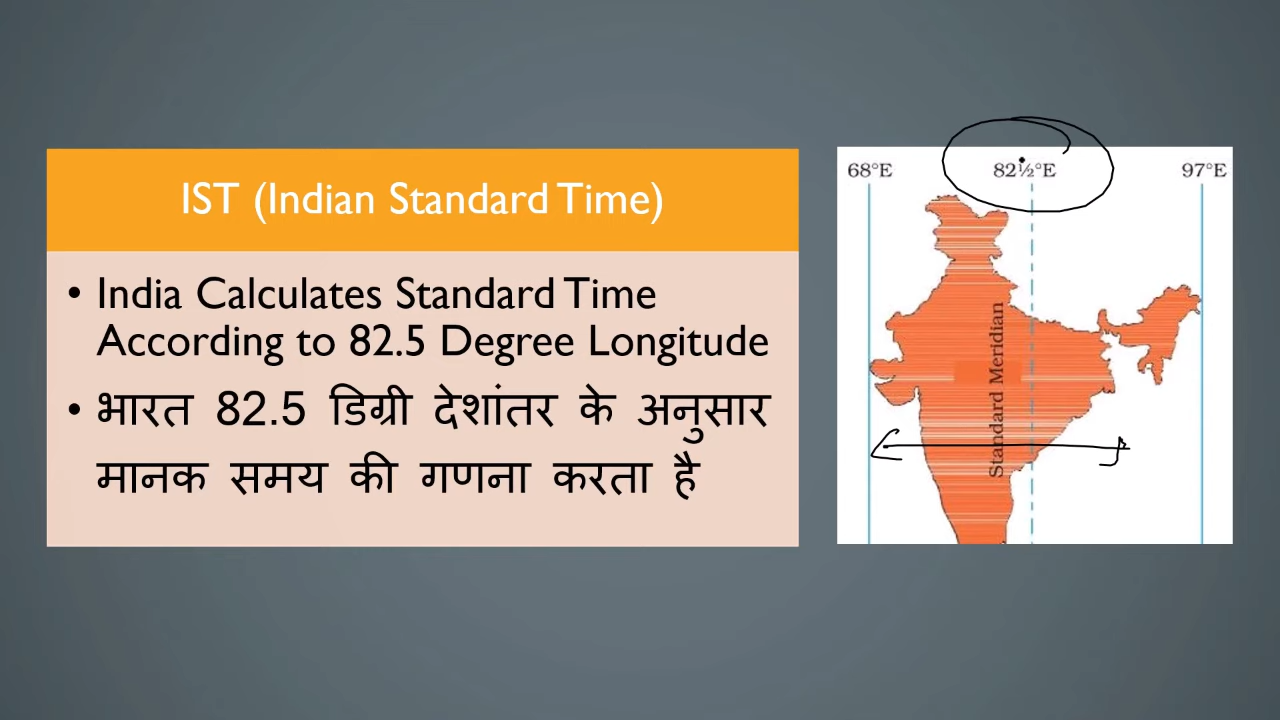 IST (Indian Standard Time)
• India Calculates Standard Time
According to 82.5 Degree Longitude
• भारत 82.5 डिग्री देशांतर के अनुसार
मानक समय की गणना करता है
68°E 82½°E 97°E
Standard Meridian